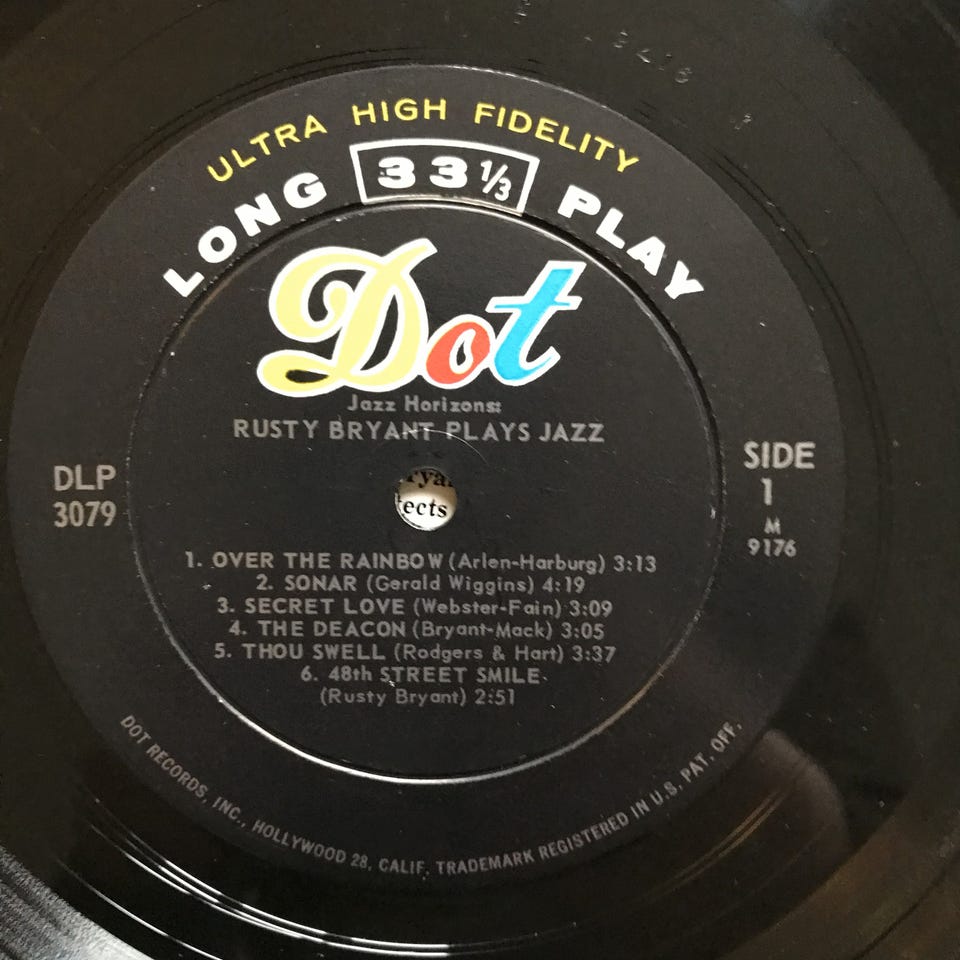 ULTRA HIGH FIDELITY
LONG 33 1/3 PLAY
Dot
Jazz Horizons:
RUSTY BRYANT PLAYS JAZZ
DLP
3079
SIDE
1
M
9176
ects
1. OVER THE RAINBOW (Arlen-Harburg) 3:13
2. SONAR (Gerald Wiggins) 4:19
3. SECRET LOVE (Webster-Fain) 3:09
4. THE DEACON (Bryant-Mack) 3:05
5. THOU SWELL (Rodgers & Hart) 3:37
6. 48th STREET SMILE
(Rusty Bryant) 2:51
DOT RECORDS, INC., HOLLYWOOD 28, CALIF. TRADEMARK REGISTERED IN U.S. PAT. OFF.